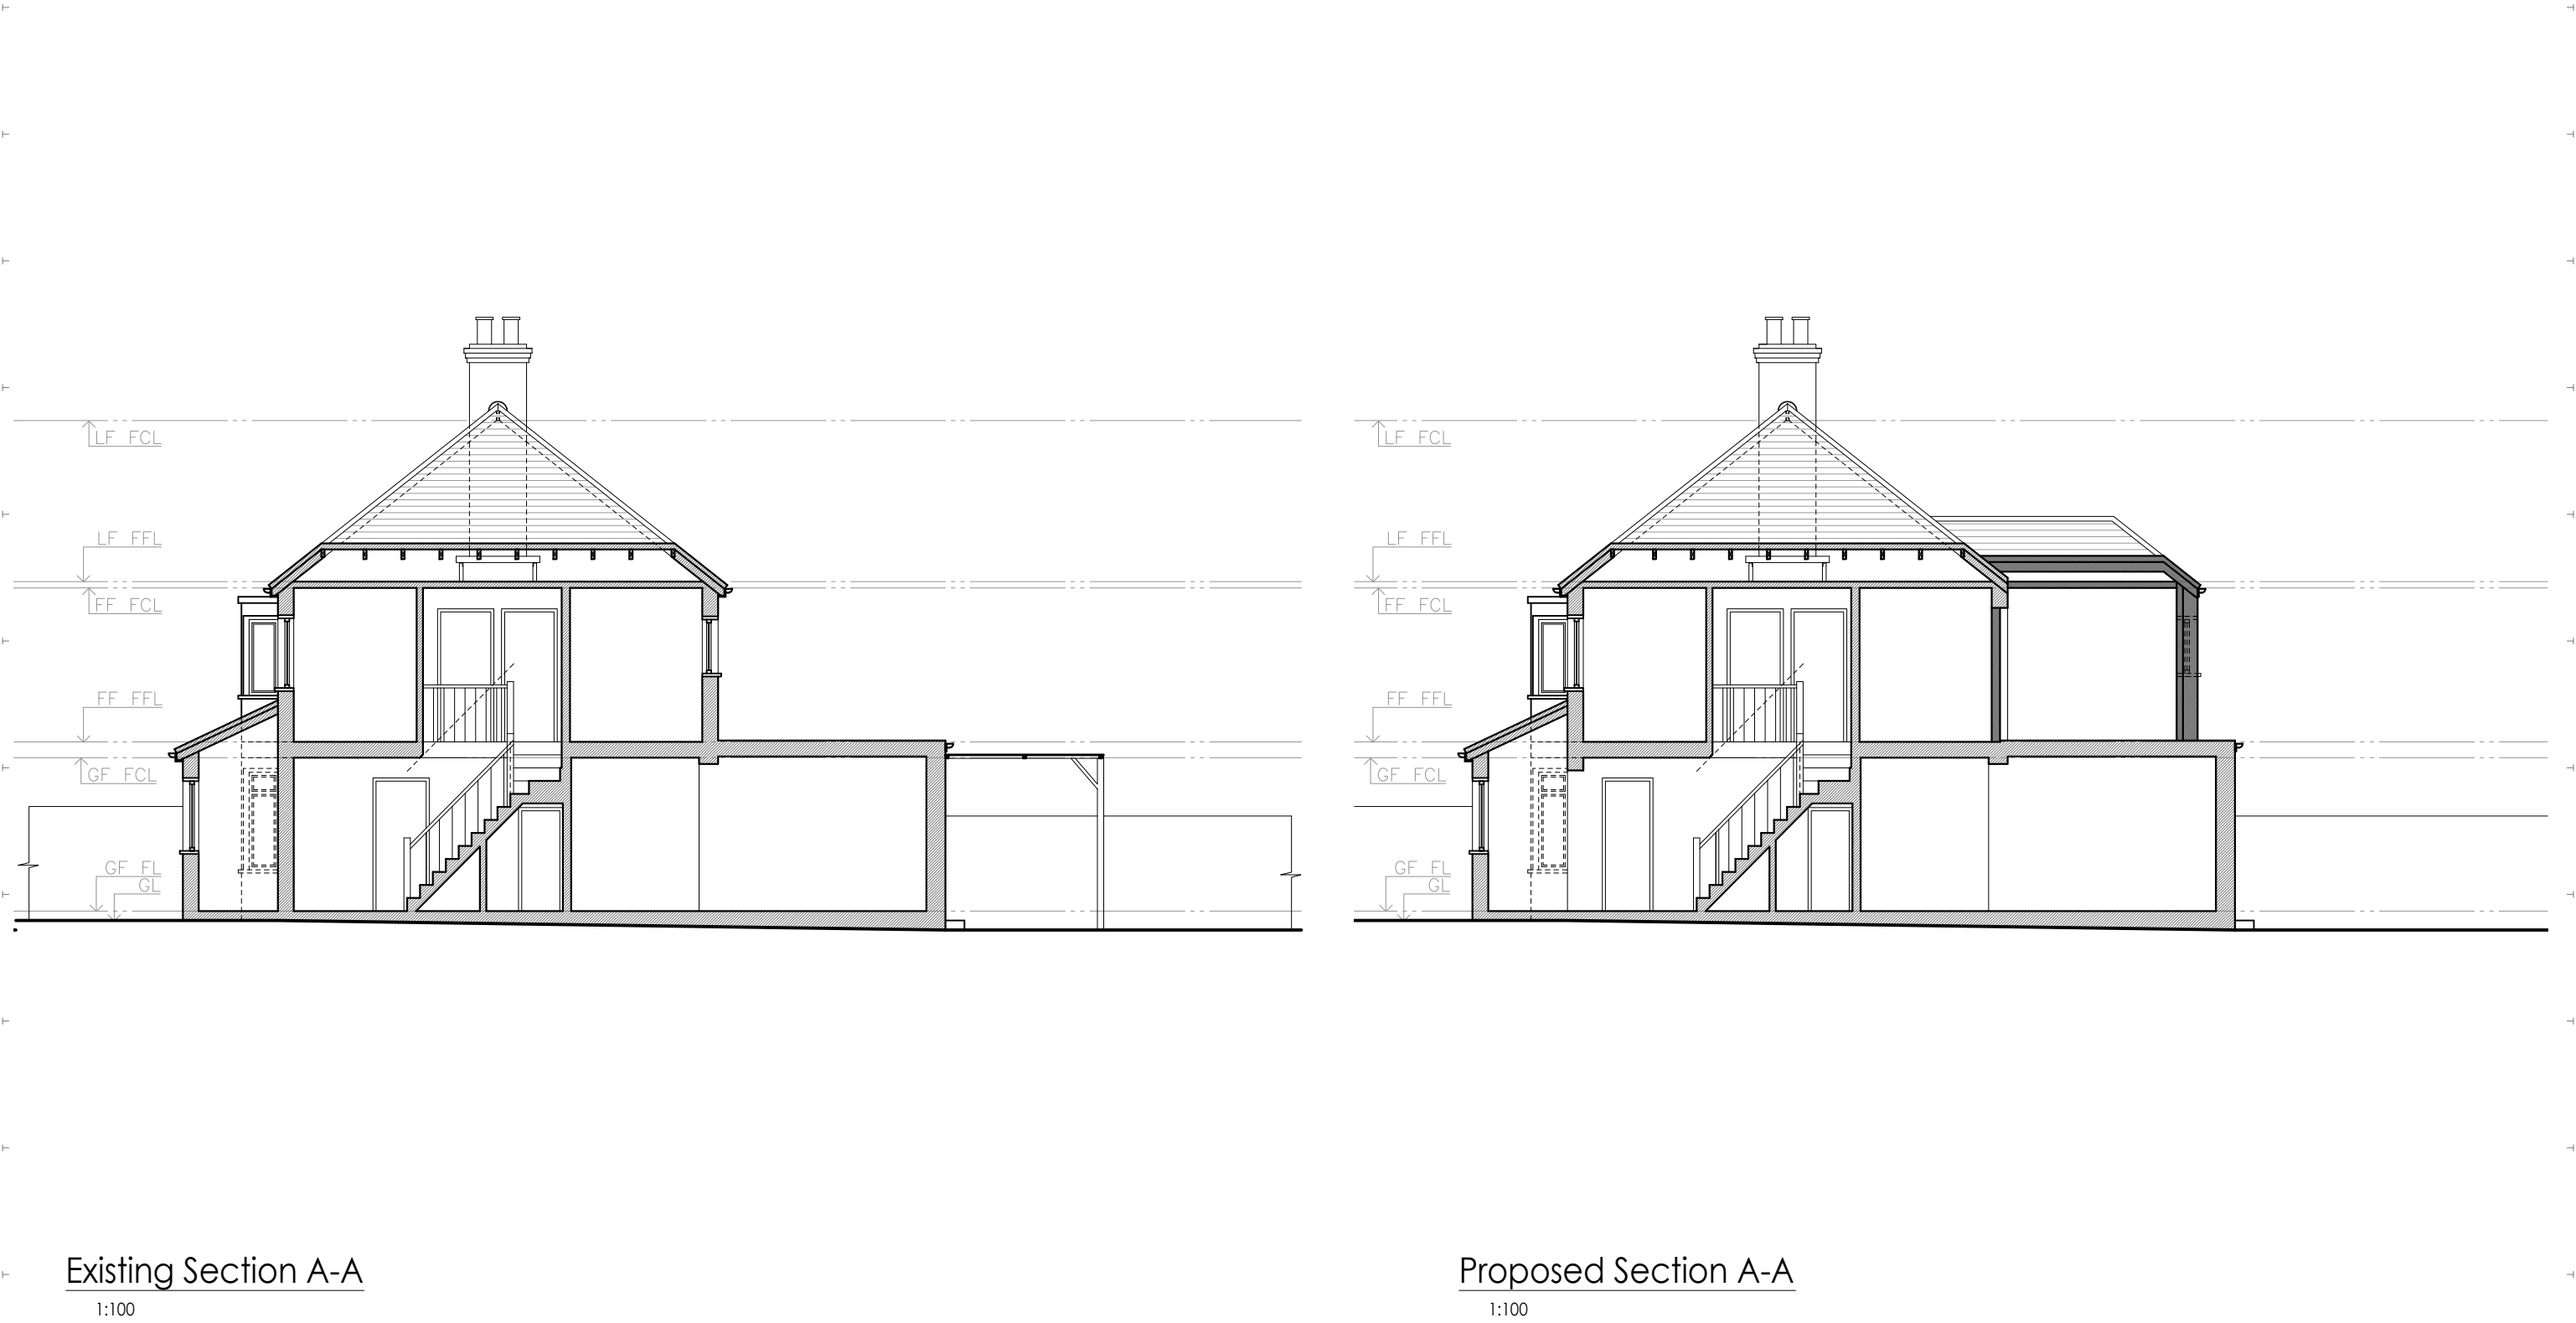 LF FCL
LF FFL
FF FCL
FF FFL
GF FCL
GF FL
GL
Existing Section A-A
1:100
LF FCL
LF FFL
FF FCL
FF FFL
GF FCL
GF FL
GL
Proposed Section A-A
1:100